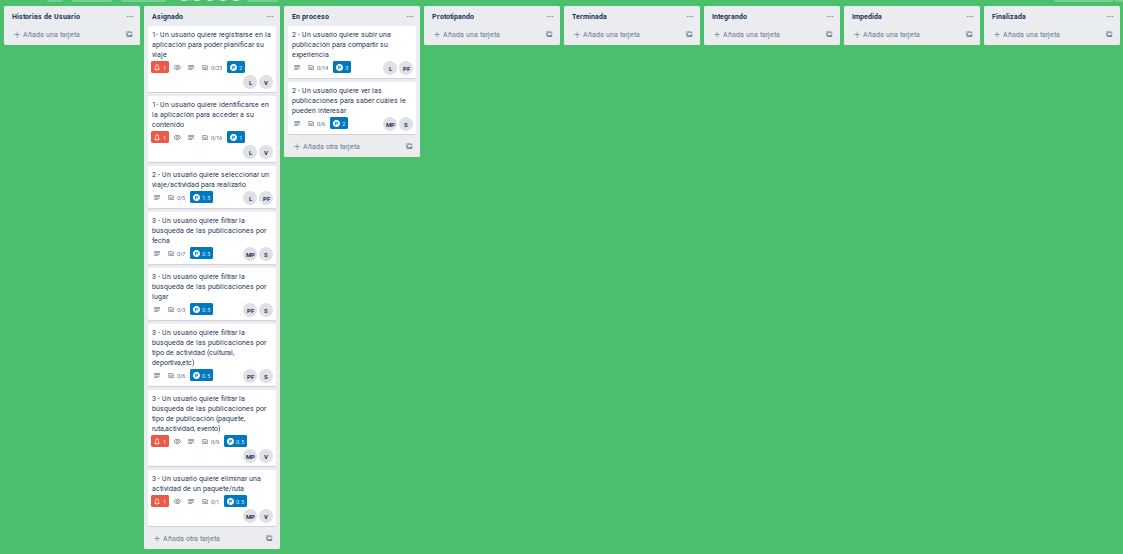 Historias de Usuario
Añada una tarjeta
Asignado
1- Un usuario quiere registrarse en la
aplicación para poder planificar su
viaje
1
0/23
2
L
V
1- Un usuario quiere identificarse en
la aplicación para acceder a su
contenido
1
0/16
1
L
V
2 - Un usuario quiere seleccionar un
viaje/actividad para realizarlo
0/5
1.5
L
PF
3 - Un usuario quiere filtrar la
búsqueda de las publicaciones por
fecha
0/7
0.5
MP
S
3 - Un usuario quiere filtrar la
búsqueda de las publicaciones por
lugar
0/3
0.5
PF
S
3 - Un usuario quiere filtrar la
búsqueda de las publicaciones por
tipo de actividad (cultural,
deportiva,etc)
0/6
0.5
PF
S
3 - Un usuario quiere filtrar la
búsqueda de las publicaciones por
tipo de publicación (paquete,
ruta,actividad, evento)
1
0/9
0.5
MP
V
3 - Un usuario quiere eliminar una
actividad de un paquete/ruta
1
0/1
0.5
MP
V
Añada otra tarjeta
En proceso
2 - Un usuario quiere subir una
publicación para compartir su
experiencia
0/14
3
L
PF
2 - Un usuario quiere ver las
publicaciones para saber cuáles le
pueden interesar
0/6
2
MP
S
Añada otra tarjeta
Prototipando
Añada una tarjeta
Terminada
Añada una tarjeta
Integrando
Añada una tarjeta
Impedida
Añada una tarjeta
Finalizada
Añada una tarjeta